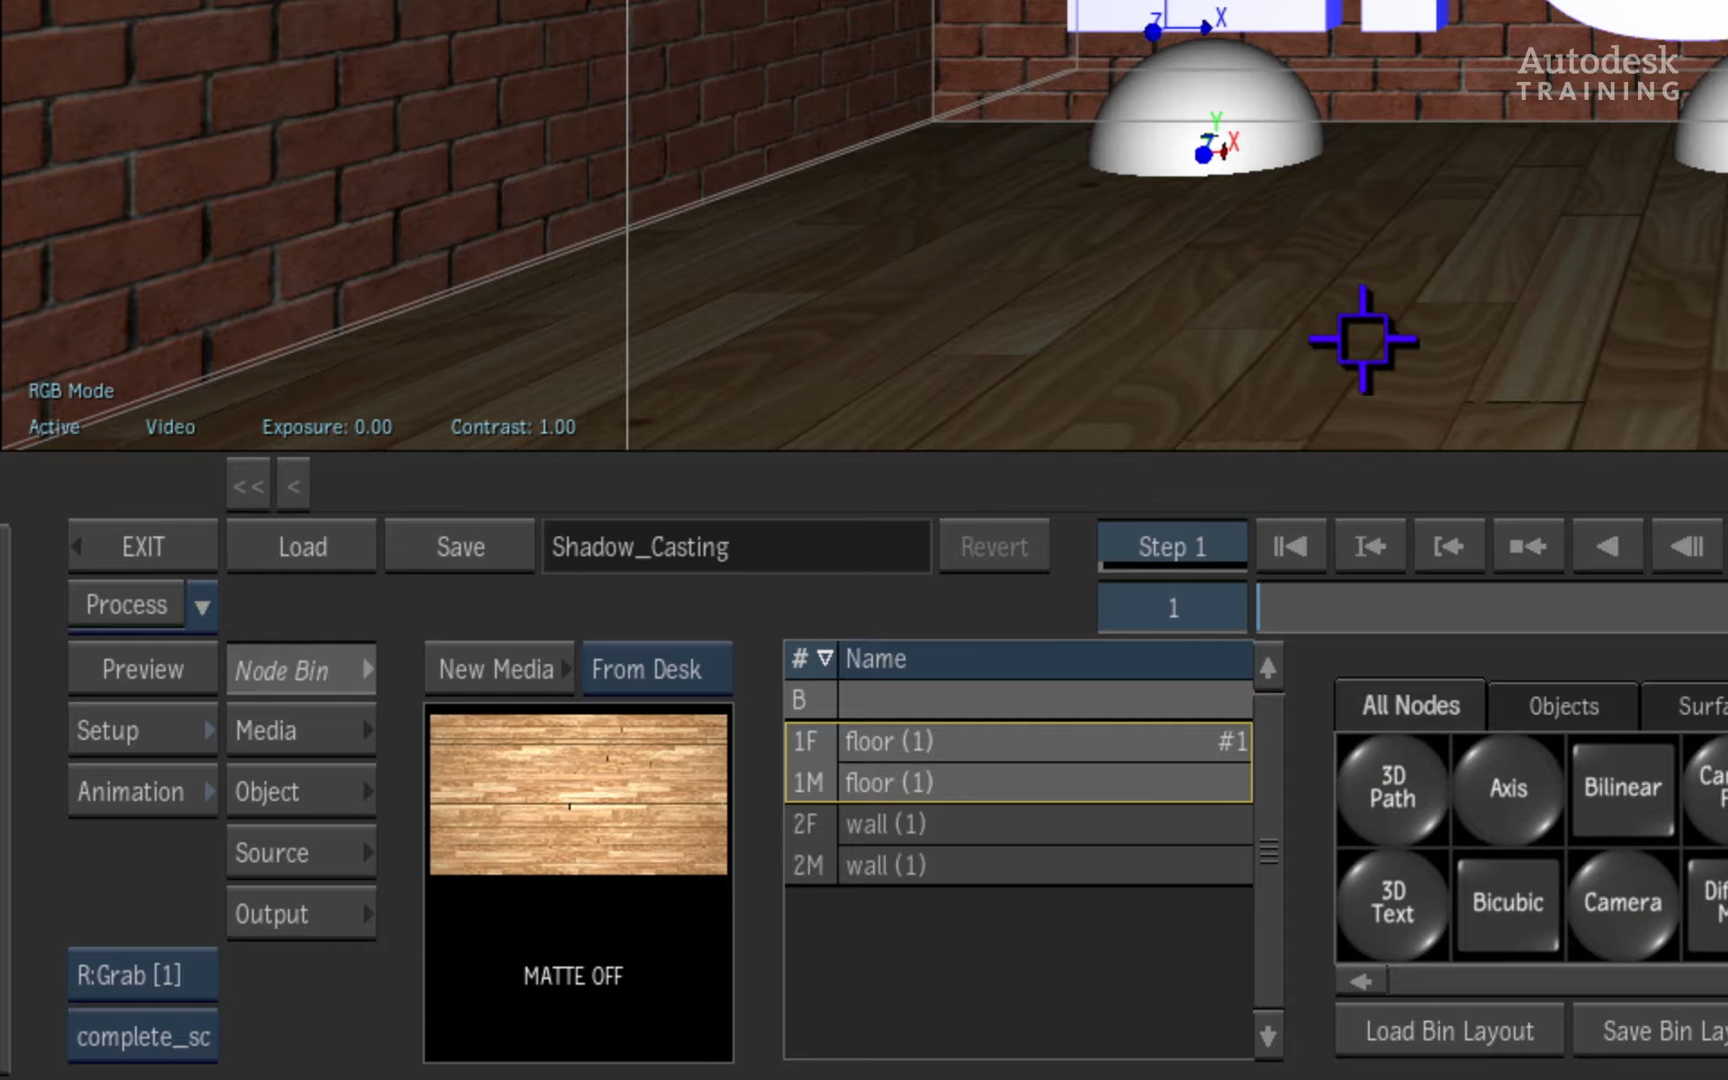 Z X
Autodesk
TRAINING
Y
Z X
RGB Mode
Active Video Exposure: 0.00 Contrast: 1.00
<< <
EXIT Load Save Shadow_Casting Revert Step 1
Process 1
Preview Node Bin New Media From Desk # Name
B
Setup Media 1F floor (1) #1
1M floor (1)
Animation Object 2F wall (1)
2M wall (1)
Source
Output
R:Grab [1] MATTE OFF
complete_sc
All Nodes Objects
3D Path Axis Bilinear
3D Text Bicubic Camera
Load Bin Layout Save Bin